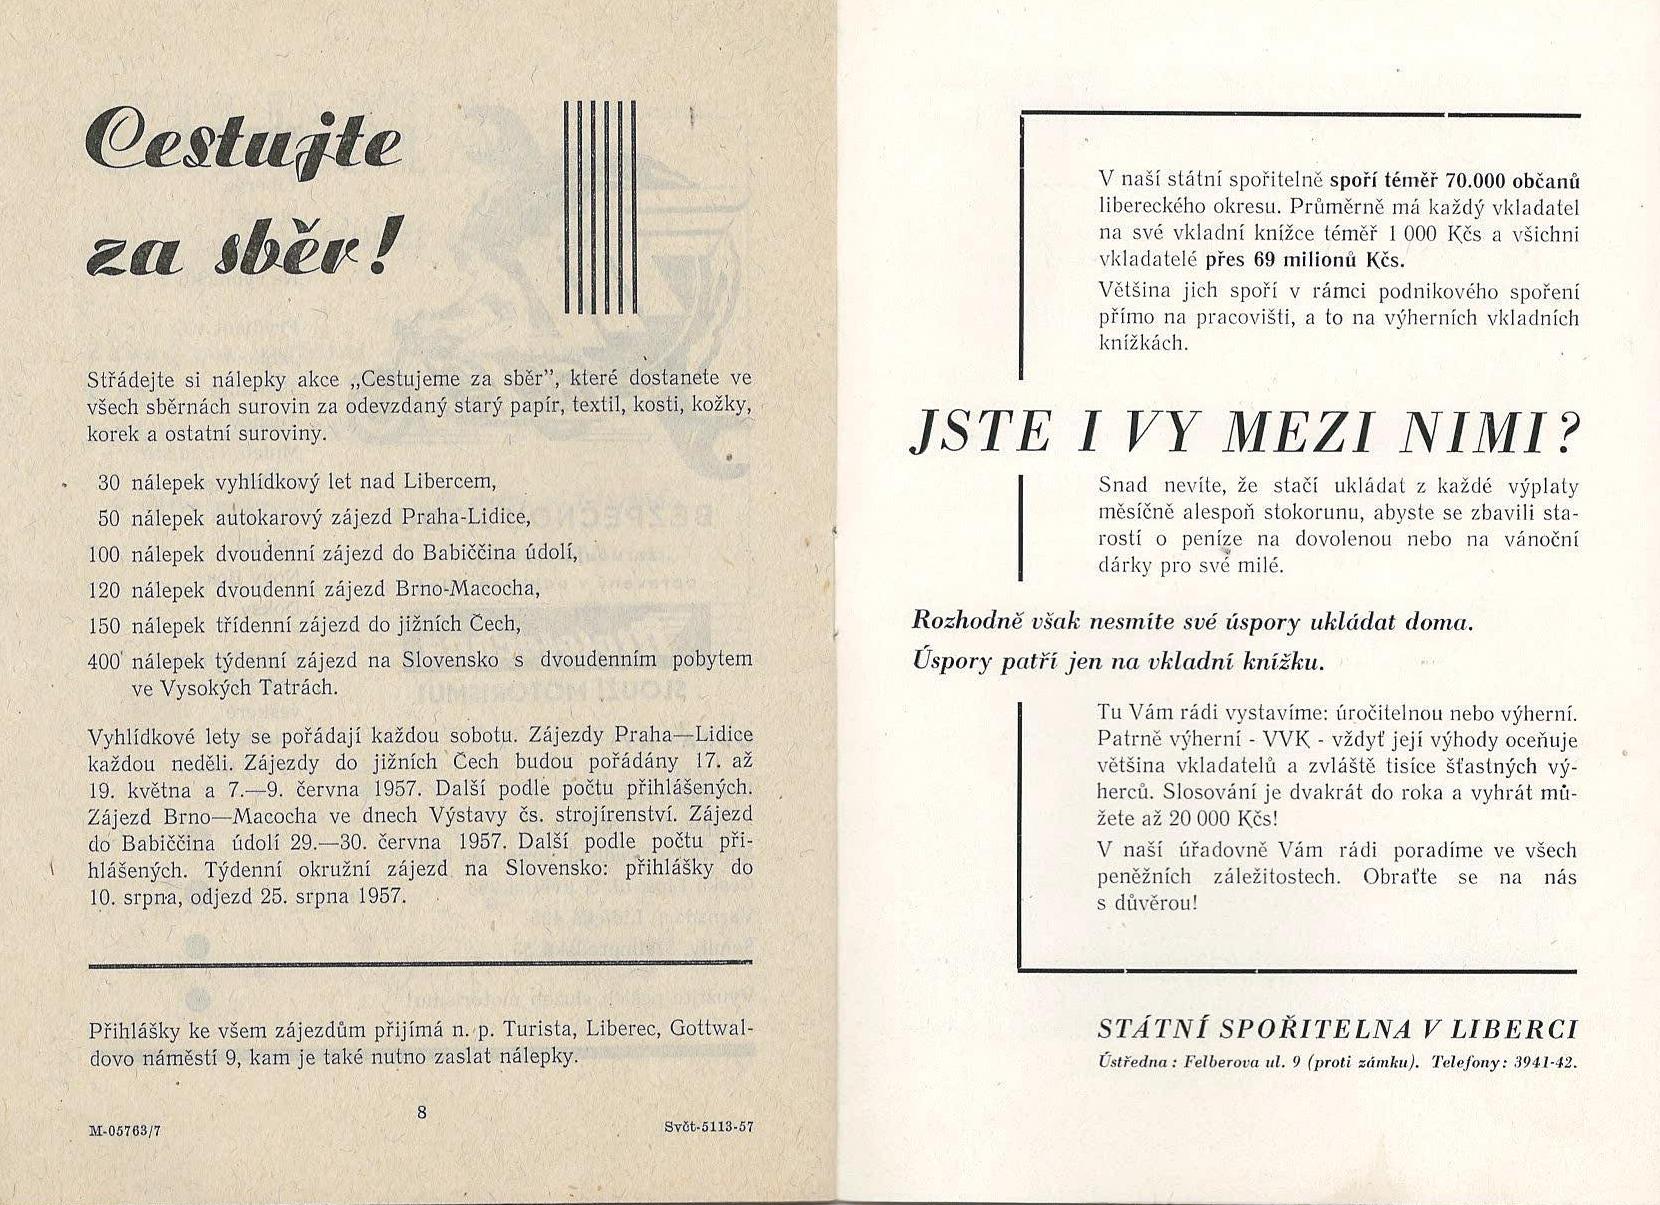 Cestujte
za sběr!
Střádejte si nálepky akce „Cestujeme za sběr”, které dostanete ve
všech sběrnách surovin za odevzdaný starý papír, textil, kosti, kožky,
korek a ostatní suroviny.
30 nálepek vyhlídkový let nad Libercem,
50 nálepek autokarový zájezd Praha-Lidice,
100 nálepek dvoudenní zájezd do Babiččina údolí,
120 nálepek dvoudenní zájezd Brno-Macocha,
150 nálepek třídenní zájezd do jižních Čech,
400 nálepek týdenní zájezd na Slovensko s dvoudenním pobytem
ve Vysokých Tatrách.
Vyhlídkové lety se pořádají každou sobotu. Zájezdy Praha—Lidice
každou neděli. Zájezdy do jižních Čech budou pořádány 17. až
19. května a 7.—9. června 1957. Další podle počtu přihlášených.
Zájezd Brno—Macocha ve dnech Výstavy čs. strojírenství. Zájezd
do Babiččina údolí 29.—30. června 1957. Další podle počtu při-
hlášených. Týdenní okružní zájezd na Slovensko: přihlášky do
10. srpna, odjezd 25. srpna 1957.
Přihlášky ke všem zájezdům přijímá n. p. Turista, Liberec, Gottwal-
dovo náměstí 9, kam je také nutno zaslat nálepky.
8
M-05763/7
Svčt-5113-57
V naší státní spořitelně spoří téměř 70.000 občanů
libereckého okresu. Průměrně má každý vkladatel
na své vkladní knížce téměř 1 000 Kčs a všichni
vkladatelé přes 69 milionů Kčs.
Většina jich spoří v rámci podnikového spoření
přímo na pracovišti, a to na výherních vkladních
knížkách.
JSTE I VY MEZI NIMI?
Snad nevíte, že stačí ukládat z každé výplaty
měsíčně alespoň stokorunu, abyste se zbavili sta-
rostí o peníze na dovolenou nebo na vánoční
dárky pro své milé.
Rozhodně však nesmíte své úspory ukládat doma.
Úspory patří jen na vkladní knížku.
Tu Vám rádi vystavíme: úročitelnou nebo výherní.
Patrně výherní - VVK - vždyť její výhody oceňuje
většina vkladatelů a zvláště tisíce šťastných vý-
herců. Slosování je dvakrát do roka a vyhrát mů-
žete až 20 000 Kčs!
V naší úřadovně Vám rádi poradíme ve všech
peněžních záležitostech. Obraťte se na nás
s důvěrou!
STÁTNÍ SPOŘITELNA V LIBERCI
Ústředna: Felberova ul. 9 (proti zámku). Telefony: 3941-42.